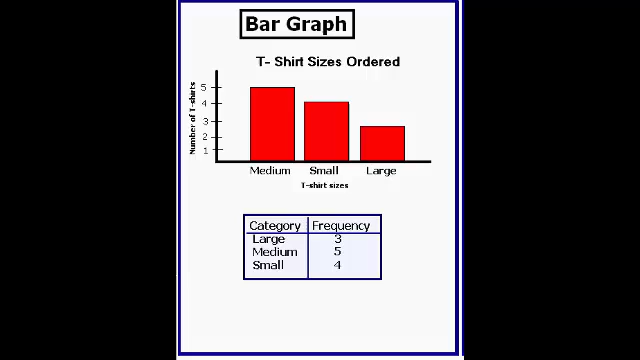 Bar Graph
T- Shirt Sizes Ordered
Number of T-shirts
5
4
3
2
1
Medium Small Large
T-shirt sizes
Category Frequency
Large 3
Medium 5
Small 4